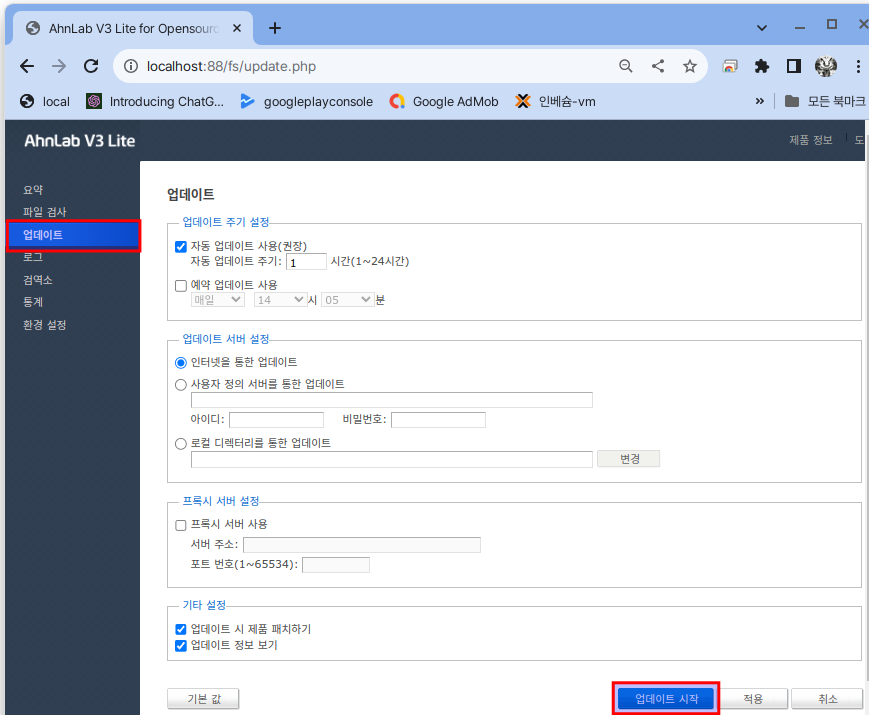 AhnLab V3 Lite for Opensourc
localhost:88/fs/update.php
local Introducing ChatG... googleplayconsole Google AdMob 인베슘-vm » 모든 북마크
AhnLab V3 Lite
제품 정보 도
요약
파일 검사
업데이트
로그
검역소
통계
환경 설정
업데이트
업데이트 주기 설정
자동 업데이트 사용(권장)
자동 업데이트 주기: 1 시간(1~24시간)
예약 업데이트 사용
매일 14 시 05 분
업데이트 서버 설정
인터넷을 통한 업데이트
사용자 정의 서버를 통한 업데이트
아이디: 비밀번호:
로컬 디렉터리를 통한 업데이트
변경
프록시 서버 설정
프록시 서버 사용
서버 주소:
포트 번호(1~65534):
기타 설정
업데이트 시 제품 패치하기
업데이트 정보 보기
기본 값 업데이트 시작 적용 취소